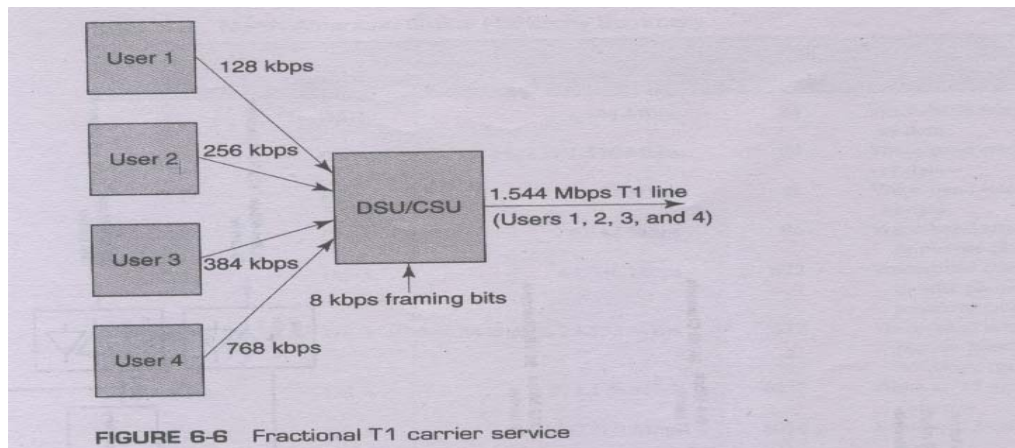 User 1
128 kbps
User 2
256 kbps
DSU/CSU
1.544 Mbps T1 line
(Users 1, 2, 3, and 4)
User 3
384 kbps
8 kbps framing bits
User 4
768 kbps
FIGURE 6-6 Fractional T1 carrier service